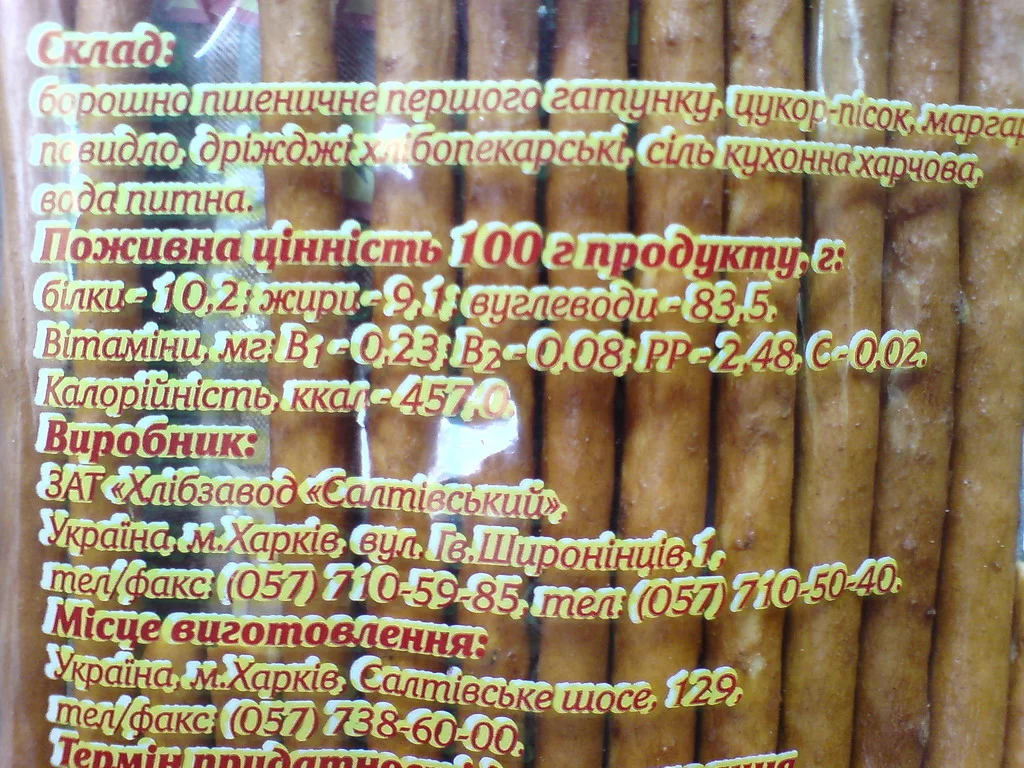 Склад:
борошно пшеничне першого гатунку, цукор-пісок, марга
повидло, дріжджі хлібопекарські, сіль кухонна харчова,
вода питна.
Поживна цінність 100 г продукту, г:
білки - 10,2; жири - 9,1; вуглеводи - 83,5.
Вітаміни, мг: В1 - 0,23; В2 - 0,08; РР - 2,48, Є - 0,02.
Калорійність, ккал - 457,0.
Виробник:
ЗАТ «Хлібзавод «Салтівський»,
Україна, м.Харків, вул. Гв.Широнінців,1,
тел/факс: (057) 710-59-85, тел: (057) 710-50-40.
Місце виготовлення:
Україна, м.Харків, Салтівське шосе, 129,
тел/факс: (057) 738-60-00.
Термін придатності